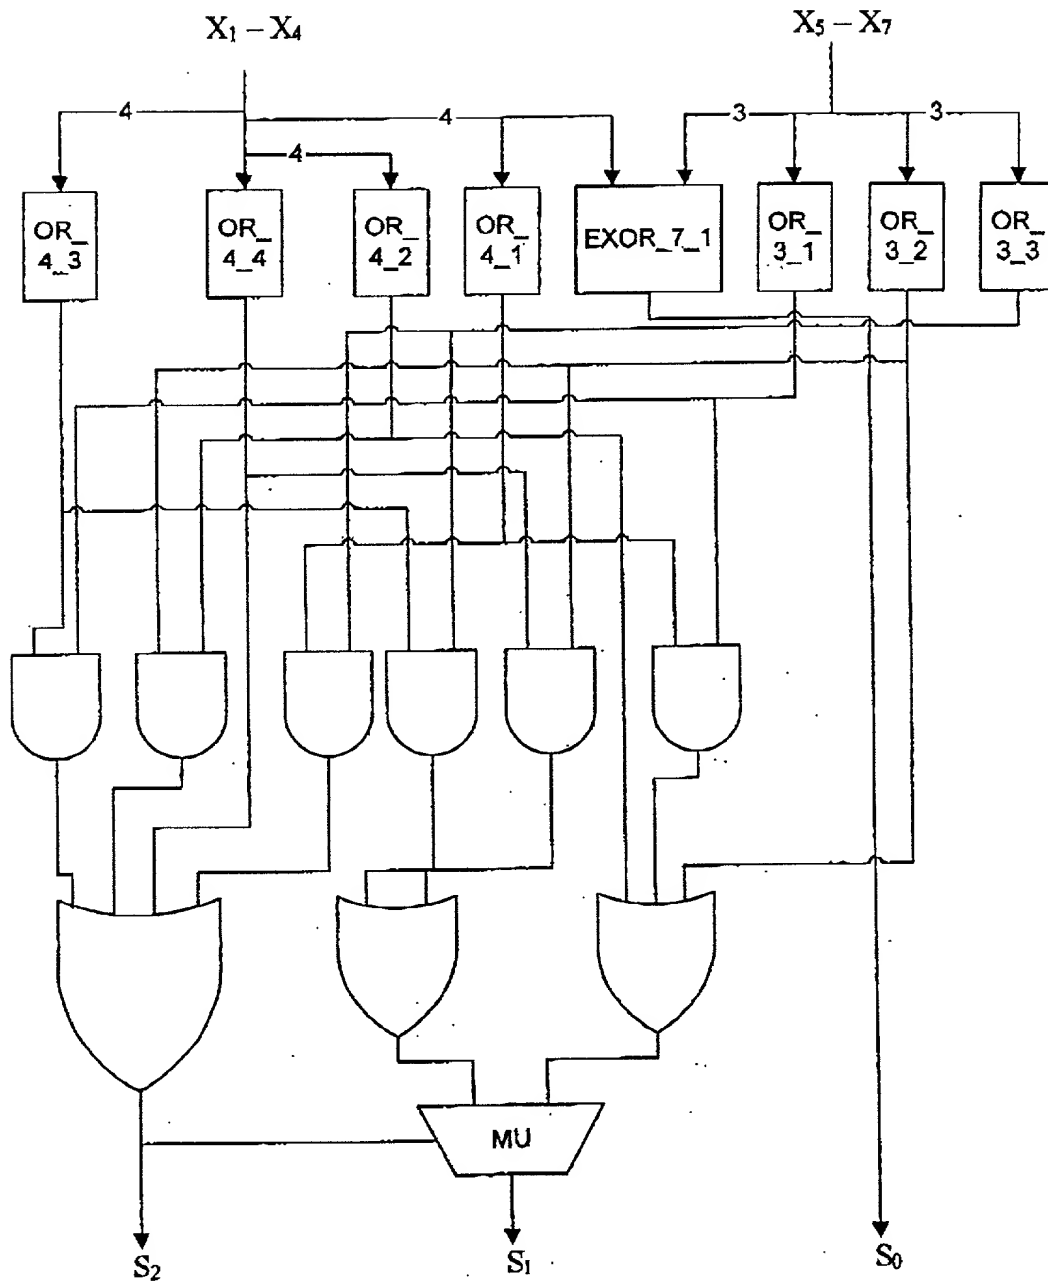 X₁ – X₄
X₅ – X₇
4
4
3
3
4
OR_
4_3
OR_
4_4
OR_
4_2
OR_
4_1
EXOR_7_1
OR_
3_1
OR_
3_2
OR_
3_3
MU
S₂
S₁
S₀